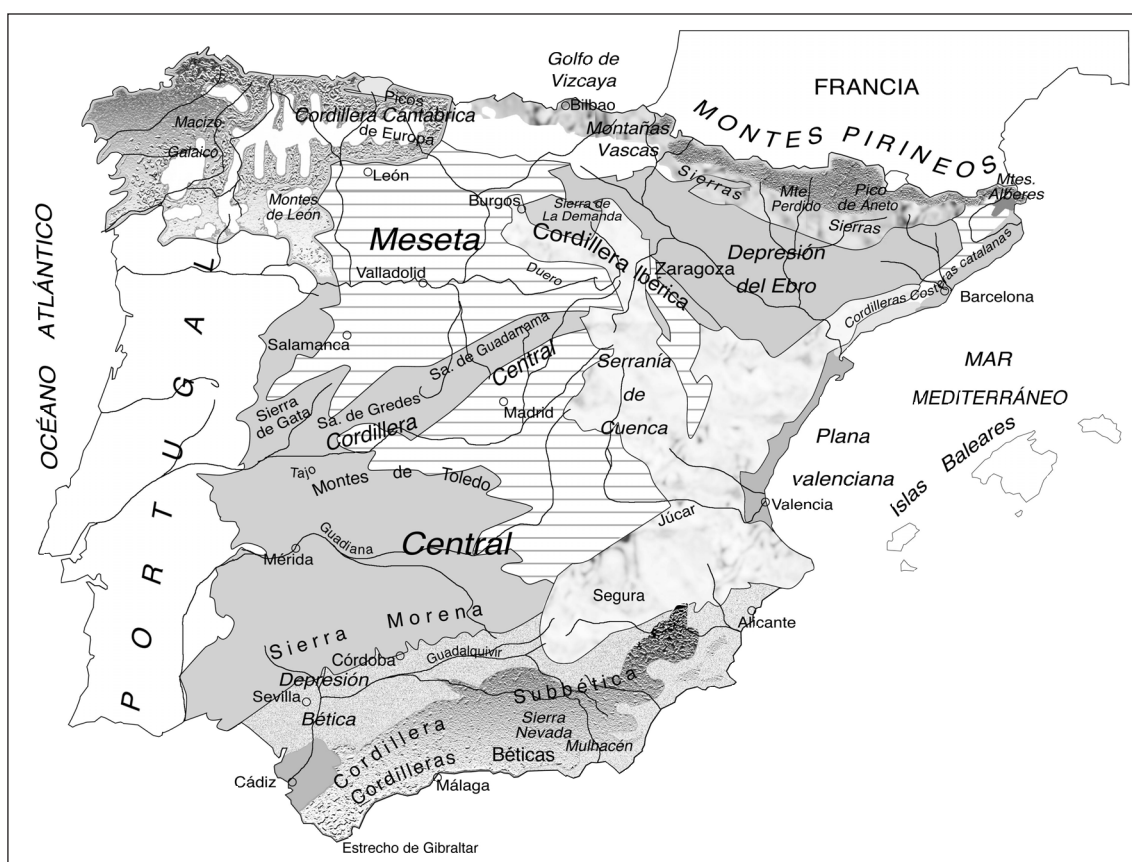 Golfo de
Vizcaya
FRANCIA
Bilbao
Picos
Cordillera Cantábrica
de Europa
Macizo
Galaico
Montañas
Vascas
MONTES PIRINEOS
Mtes.
Alberes
León
Sierras
Mte.
Perdido
Pico
de Aneto
Sierras
Montes
de León
Burgos
Sierra de
La Demanda
OCÉANO ATLÁNTICO
Meseta
Cordillera Ibérica
Depresión
del Ebro
Zaragoza
Valladolid
Duero
Cordilleras Costeras catalanas
Barcelona
PORTUGAL
Salamanca
Sa. de Guadarrama
Central
Serranía
de
Cuenca
MAR
MEDITERRÁNEO
Sierra
de Gata
Sa. de Gredes
Cordillera
Madrid
Plana
valenciana
islas Baleares
Tajo
Montes de Toledo
Valencia
Júcar
Guadiana
Mérida
Central
Segura
Alicante
Sierra Morena
Córdoba
Guadalquivir
Depresión
Sevilla
Bética
Subbética
Cordillera
Sierra
Nevada
Mulhacén
Cordilleras Béticas
Cádiz
Málaga
Estrecho de Gibraltar